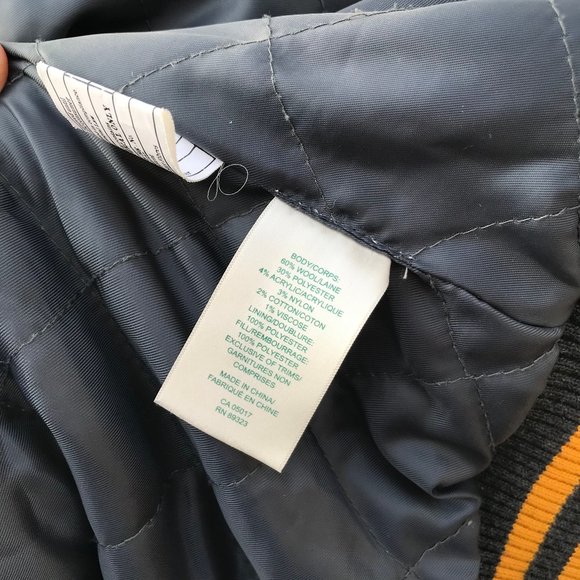 BODY/CORPS:
60% WOOL/LAINE
30% POLYESTER
4% ACRYLIC/ACRYLIQUE
3% NYLON
2% COTTON/COTON
1% VISCOSE
LINING/DOUBLURE:
100% POLYESTER
FILL/REMBOURRAGE:
100% POLYESTER
EXCLUSIVE OF TRIMS/
GARNITURES NON
COMPRISES
MADE IN CHINA/
FABRIQUÉ EN CHINE
CA 05017
RN 89323
ONLY